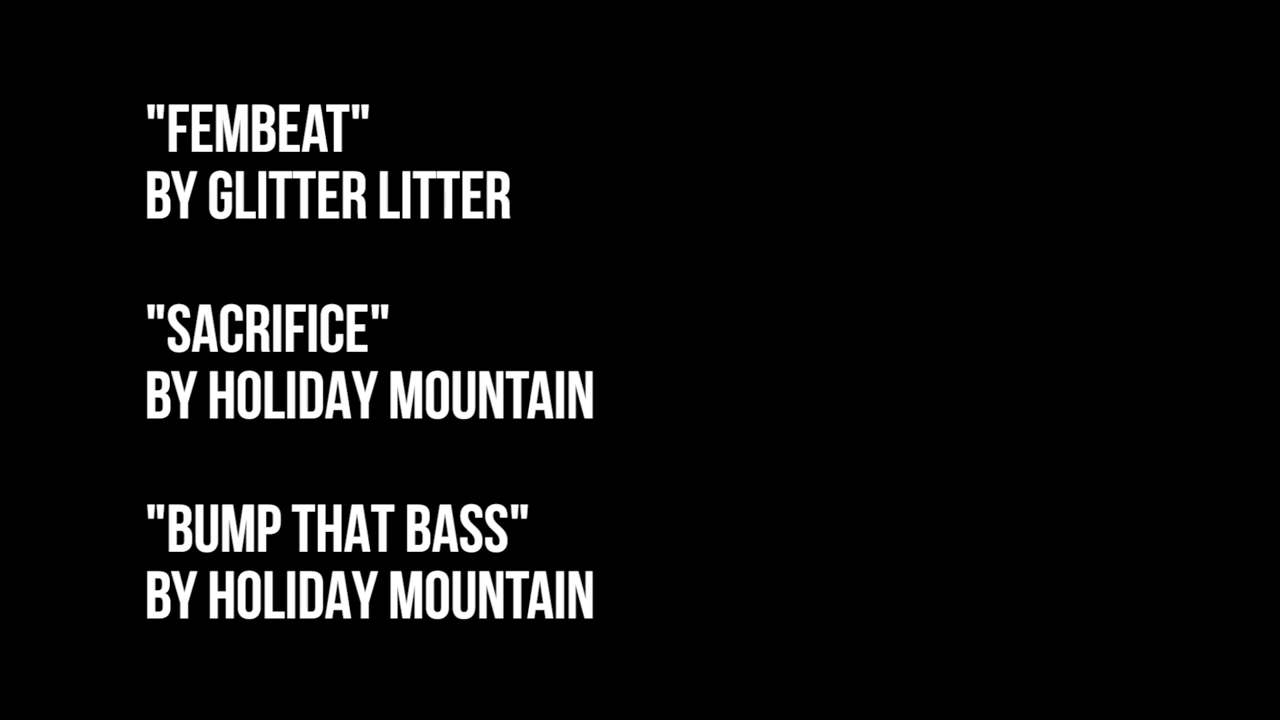 "FEMBEAT"
BY GLITTER LITTER
"SACRIFICE"
BY HOLIDAY MOUNTAIN
"BUMP THAT BASS"
BY HOLIDAY MOUNTAIN